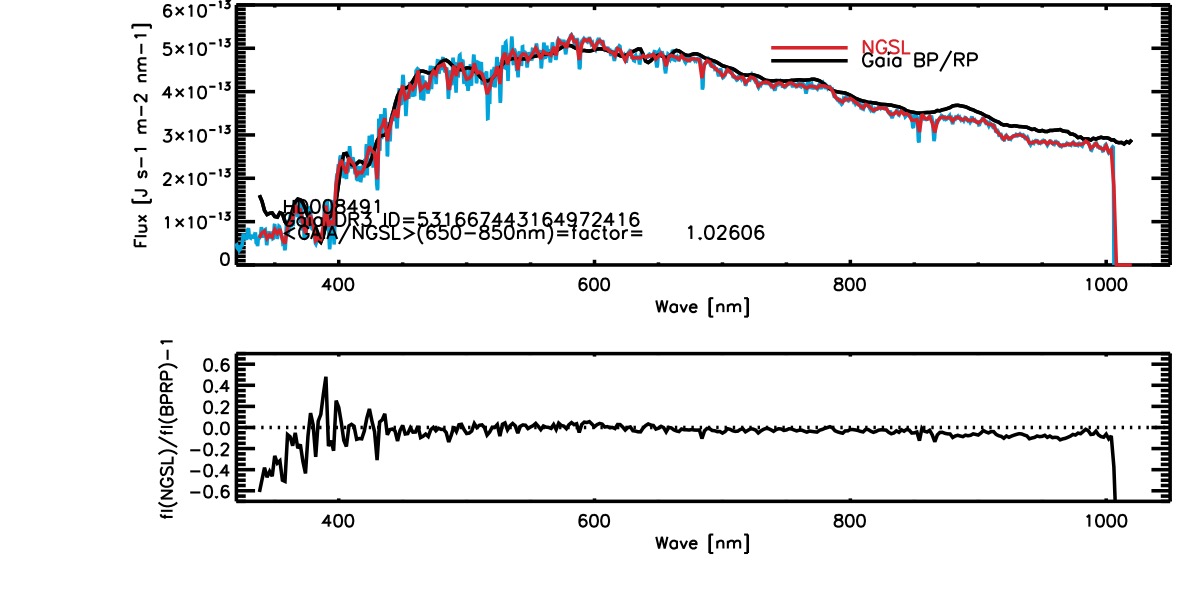 6×10−13
5×10−13
4×10−13
3×10−13
2×10−13
1×10−13
0
Flux [J s−1 m−2 nm−1]
NGSL
Gaia BP/RP
HD008491
Gaia DR3 ID=531667443164972416
<GAIA/NGSL>(650−850nm)=factor= 1.02606
400 600 800 1000
Wave [nm]
fl(NGSL)/fl(BPRP)−1
0.6
0.4
0.2
0.0
−0.2
−0.4
−0.6
400 600 800 1000
Wave [nm]